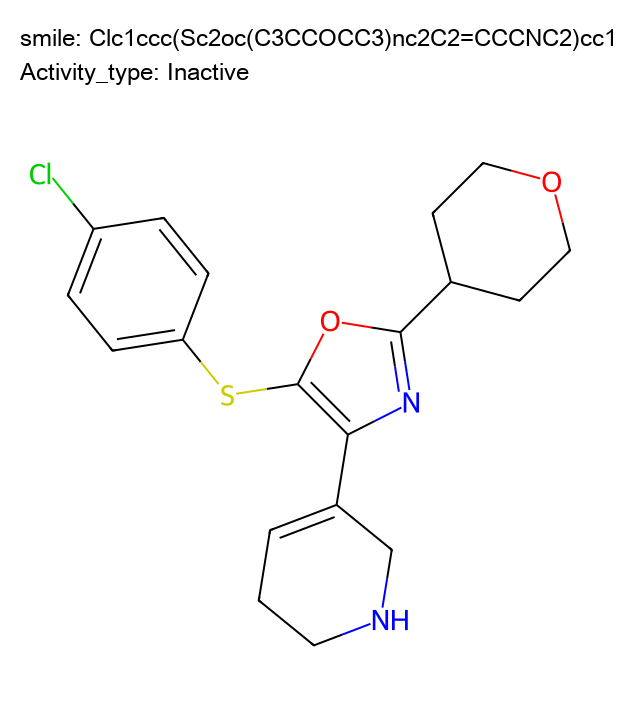 smile: Clc1ccc(Sc2oc(C3CCOCC3)nc2C2=CCCNC2)cc1
Activity_type: Inactive
Cl
O
O
S
N
NH